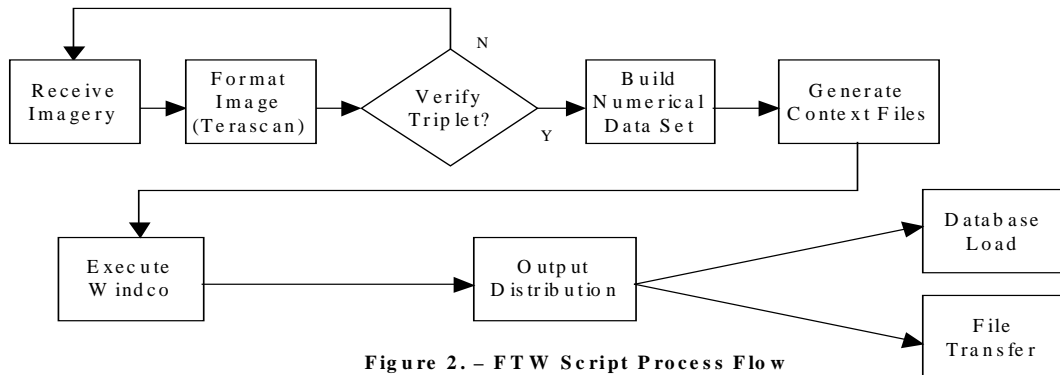 N
Receive
Imagery
Format
Image
(Terascan)
Verify
Triplet?
Y
Build
Numerical
Data Set
Generate
Context Files
Execute
Windco
Output
Distribution
Database
Load
File
Transfer
Figure 2. – FTW Script Process Flow